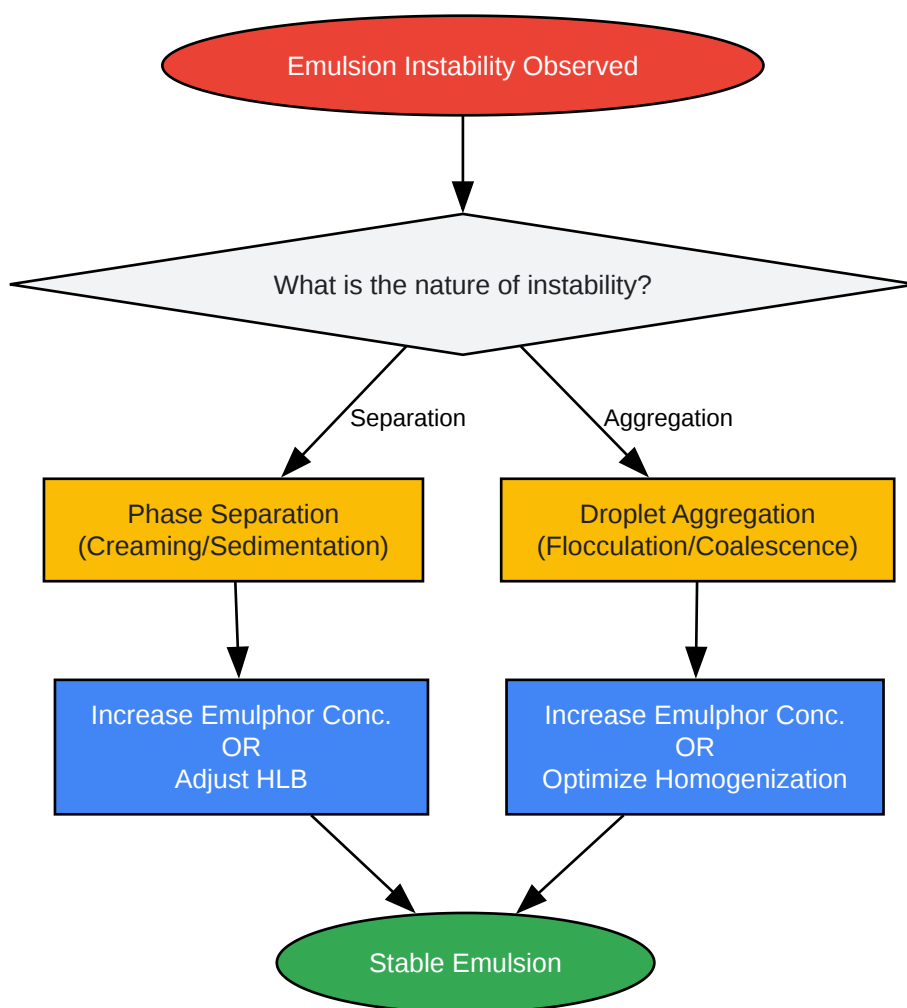 Emulsion Instability Observed
What is the nature of instability?
Separation
Aggregation
Phase Separation
(Creaming/Sedimentation)
Droplet Aggregation
(Flocculation/Coalescence)
Increase Emulphor Conc.
OR
Adjust HLB
Increase Emulphor Conc.
OR
Optimize Homogenization
Stable Emulsion